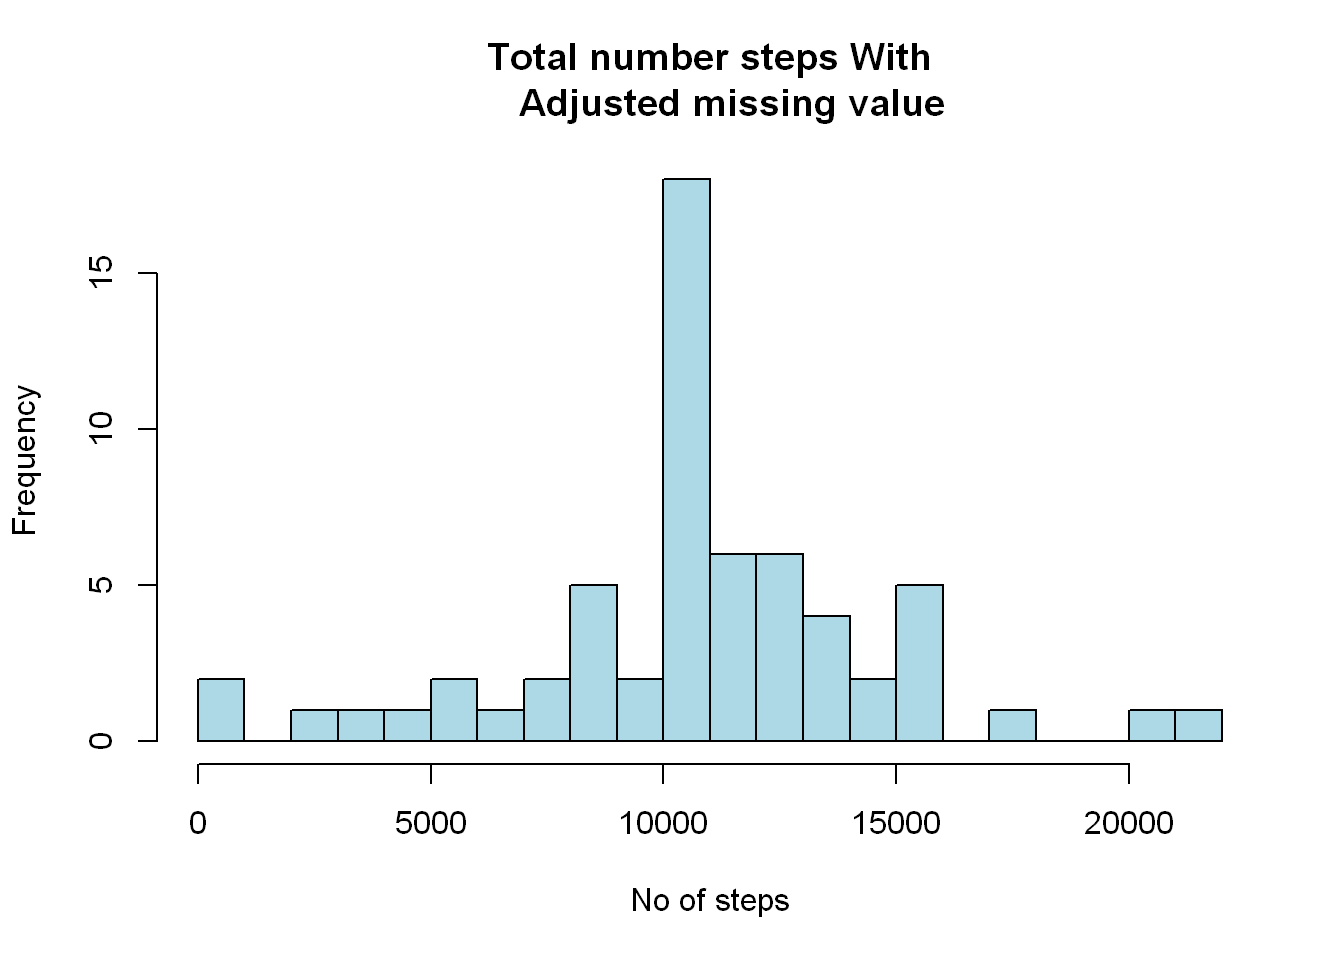 Total number steps With
Adjusted missing value
Frequency
15
10
5
0
0 5000 10000 15000 20000
No of steps